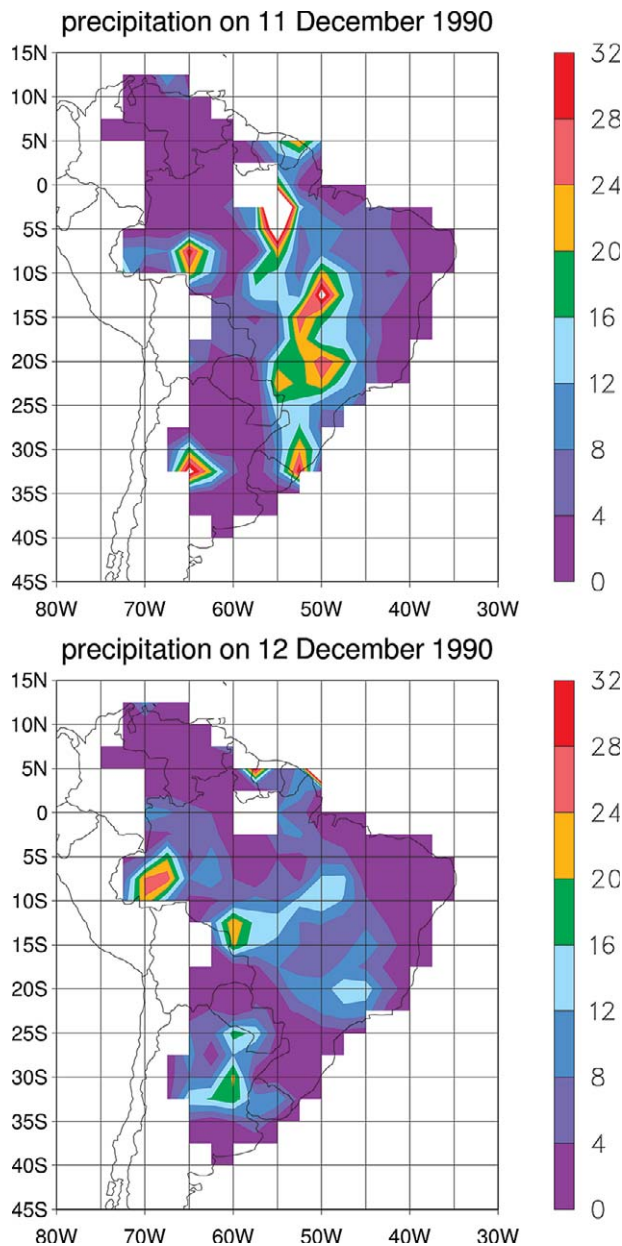 precipitation on 11 December 1990
15N
10N
5N
0
5S
10S
15S
20S
25S
30S
35S
40S
45S
80W 70W 60W 50W 40W 30W
32
28
24
20
16
12
8
4
0
precipitation on 12 December 1990
15N
10N
5N
0
5S
10S
15S
20S
25S
30S
35S
40S
45S
80W 70W 60W 50W 40W 30W
32
28
24
20
16
12
8
4
0